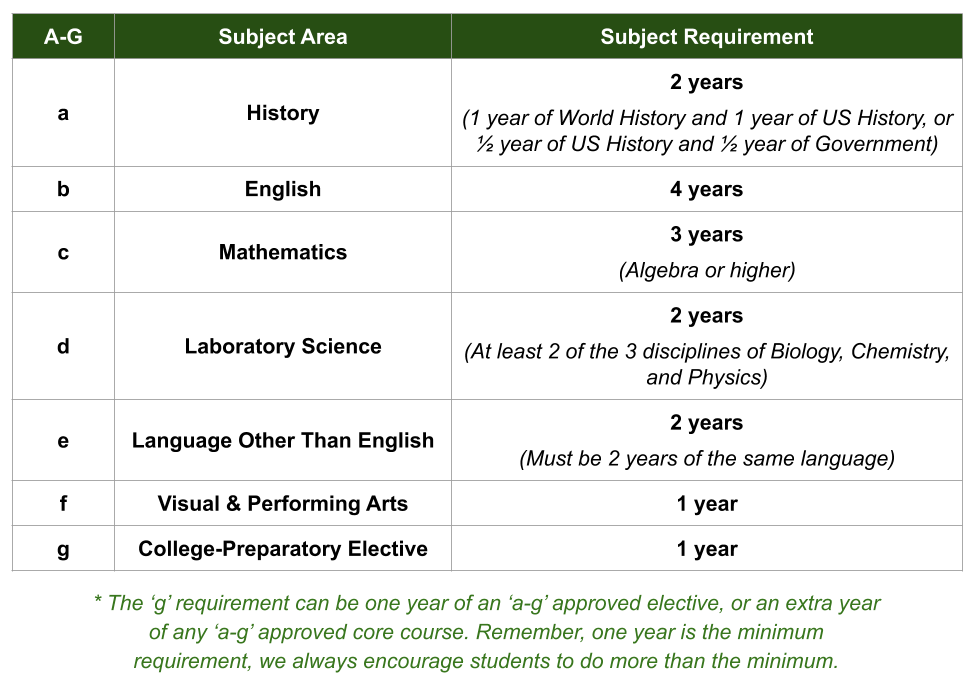 A-G Subject Area Subject Requirement
a History 2 years
(1 year of World History and 1 year of US History, or
½ year of US History and ½ year of Government)
b English 4 years
c Mathematics 3 years
(Algebra or higher)
d Laboratory Science 2 years
(At least 2 of the 3 disciplines of Biology, Chemistry,
and Physics)
e Language Other Than English 2 years
(Must be 2 years of the same language)
f Visual & Performing Arts 1 year
g College-Preparatory Elective 1 year
* The ‘g’ requirement can be one year of an ‘a-g’ approved elective, or an extra year
of any ‘a-g’ approved core course. Remember, one year is the minimum
requirement, we always encourage students to do more than the minimum.